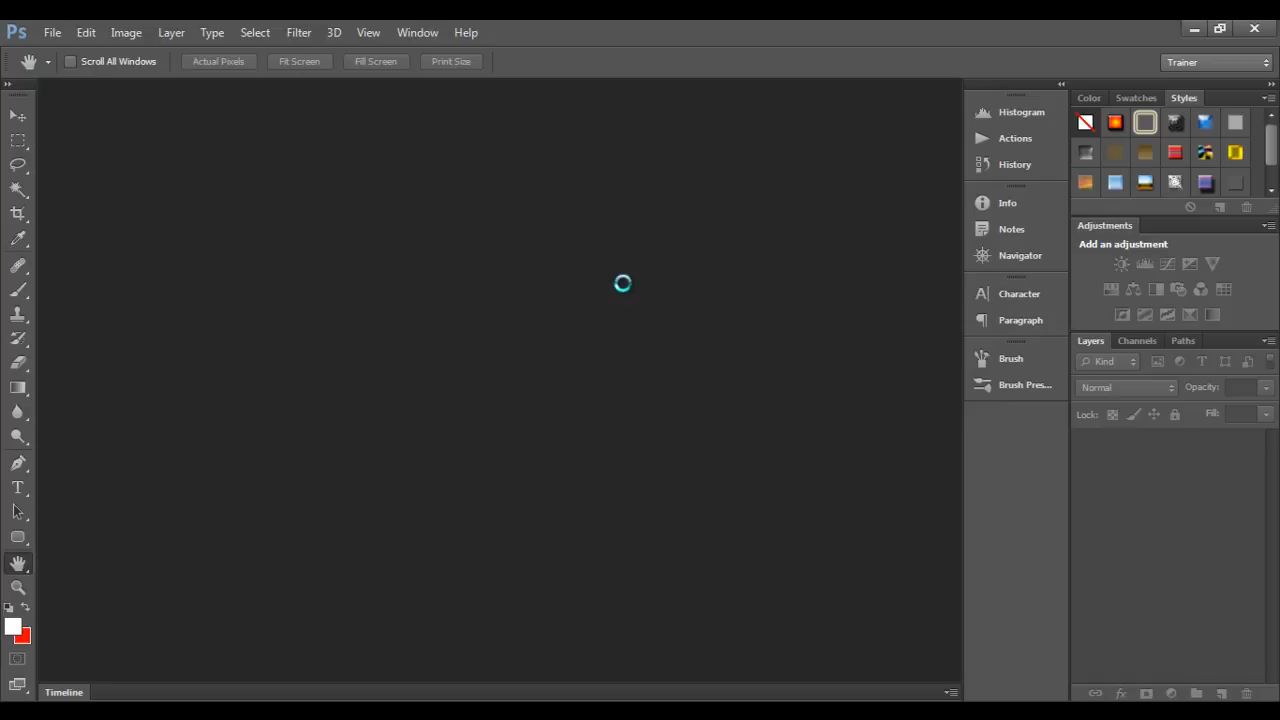 Ps File Edit Image Layer Type Select Filter 3D View Window Help
Scroll All Windows Actual Pixels Fit Screen Fill Screen Print Size Trainer
Histogram
Actions
History
Info
Notes
Navigator
Character
Paragraph
Brush
Brush Pres...
Color Swatches Styles
Adjustments
Add an adjustment
Layers Channels Paths
Kind
Normal Opacity:
Lock: Fill:
Timeline